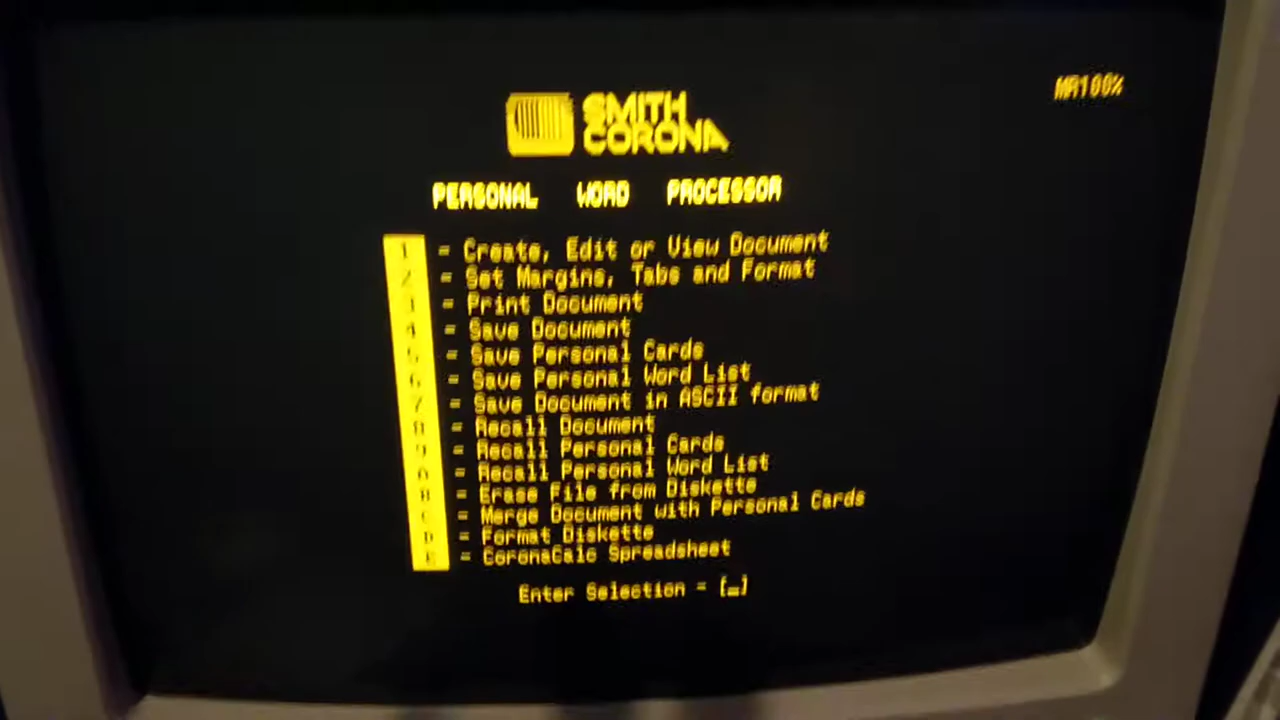 MR100%
SMITH
CORONA
PERSONAL WORD PROCESSOR
1 = Create, Edit or View Document
2 = Set Margins, Tabs and Format
3 = Print Document
4 = Save Document
5 = Save Personal Cards
6 = Save Personal Word List
7 = Save Document in ASCII format
8 = Recall Document
9 = Recall Personal Cards
A = Recall Personal Word List
B = Erase File from Diskette
C = Merge Document with Personal Cards
D = Format Diskette
E = CoronaCalc Spreadsheet
Enter Selection = [_]